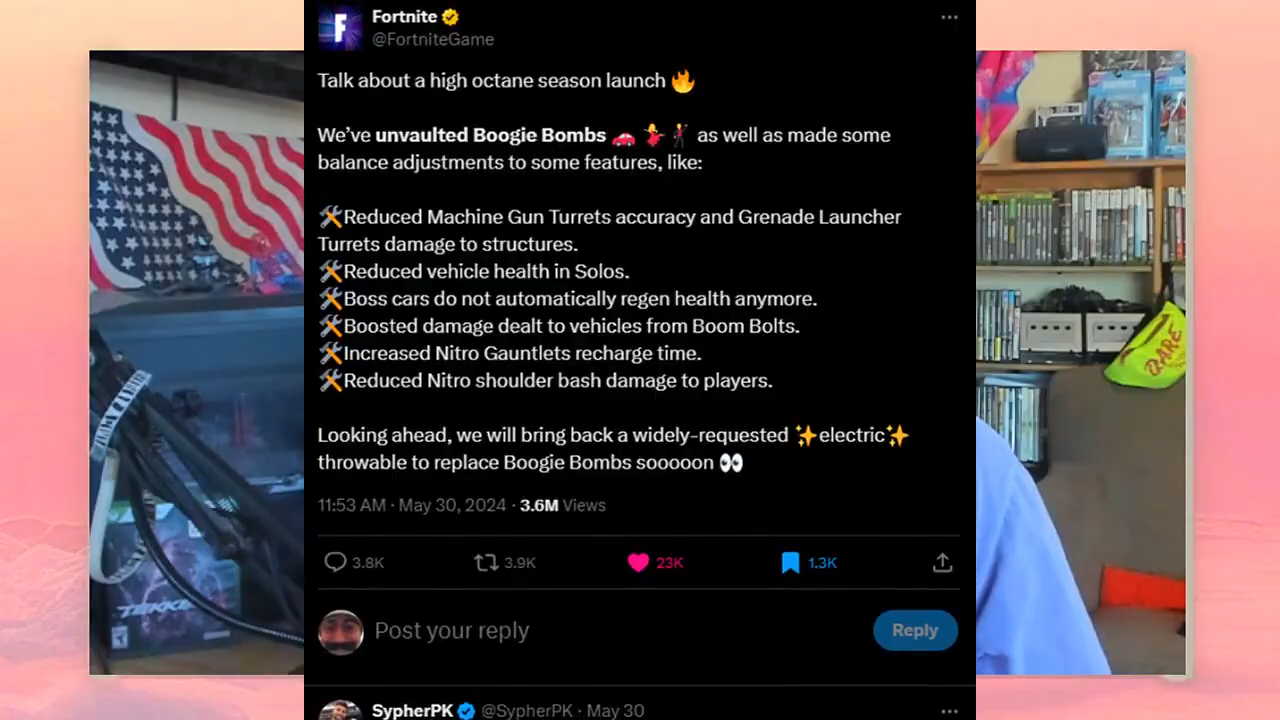 Fortnite
@FortniteGame
Talk about a high octane season launch 🔥
We’ve unvaulted Boogie Bombs 🚗 💃 🕺 as well as made some
balance adjustments to some features, like:
🛠️Reduced Machine Gun Turrets accuracy and Grenade Launcher
Turrets damage to structures.
🛠️Reduced vehicle health in Solos.
🛠️Boss cars do not automatically regen health anymore.
🛠️Boosted damage dealt to vehicles from Boom Bolts.
🛠️Increased Nitro Gauntlets recharge time.
🛠️Reduced Nitro shoulder bash damage to players.
Looking ahead, we will bring back a widely-requested ✨electric✨
throwable to replace Boogie Bombs sooooon 👀
11:53 AM · May 30, 2024 · 3.6M Views
3.8K 3.9K 23K 1.3K
Post your reply
Reply
SypherPK @SypherPK · May 30
TEKKEN
DARE